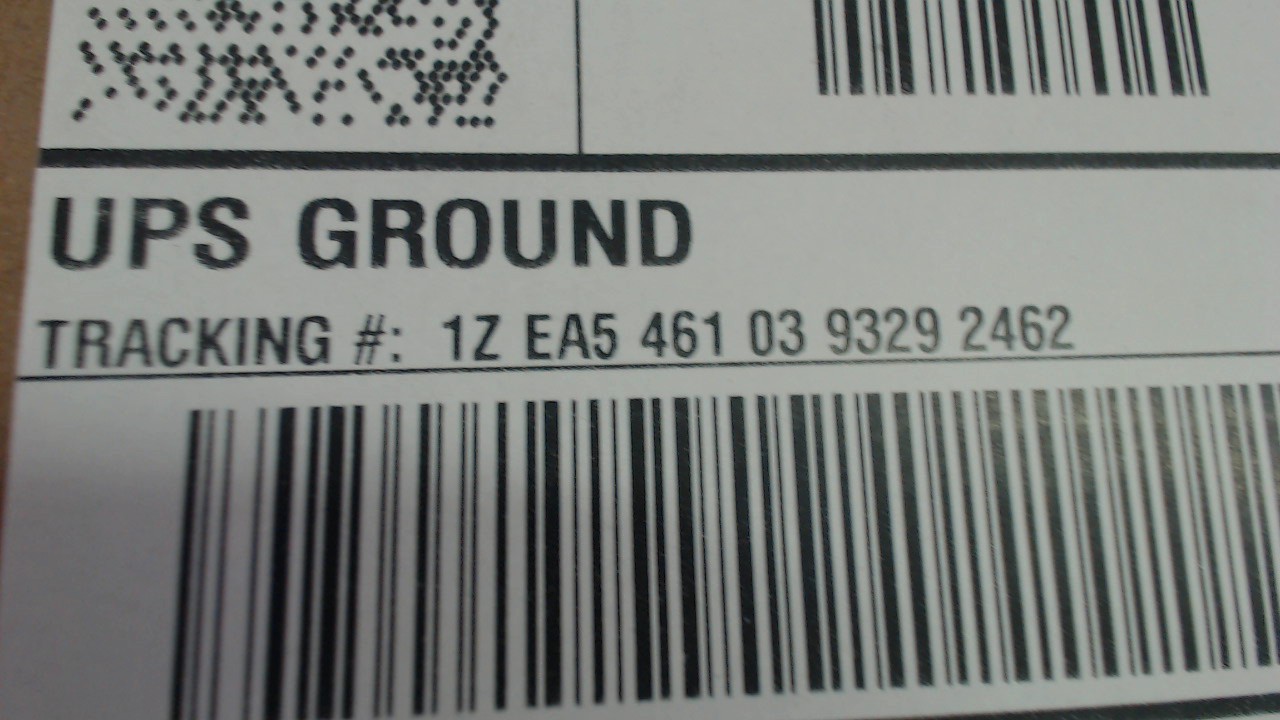 UPS GROUND
TRACKING #: 1Z EA5 461 03 9329 2462